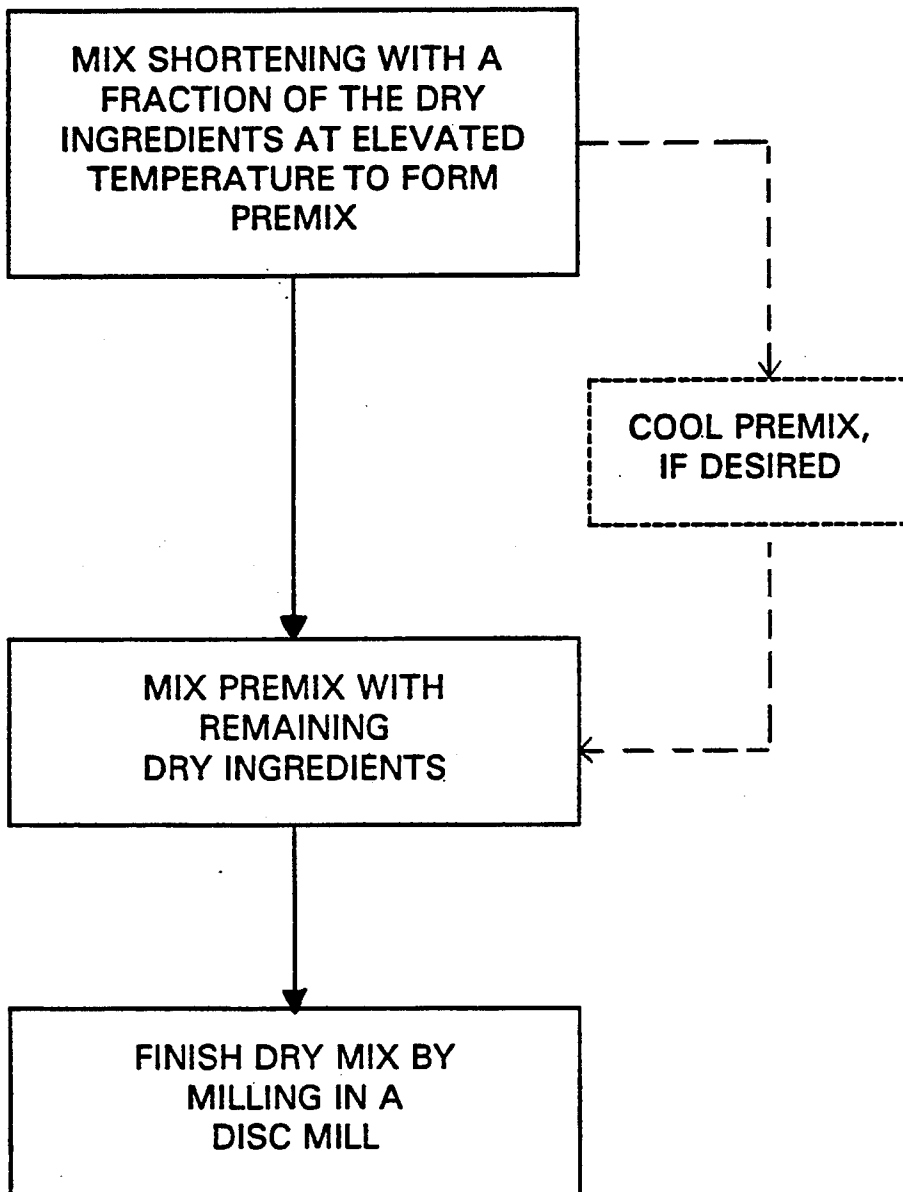 MIX SHORTENING WITH A
FRACTION OF THE DRY
INGREDIENTS AT ELEVATED
TEMPERATURE TO FORM
PREMIX
COOL PREMIX,
IF DESIRED
MIX PREMIX WITH
REMAINING
DRY INGREDIENTS
FINISH DRY MIX BY
MILLING IN A
DISC MILL